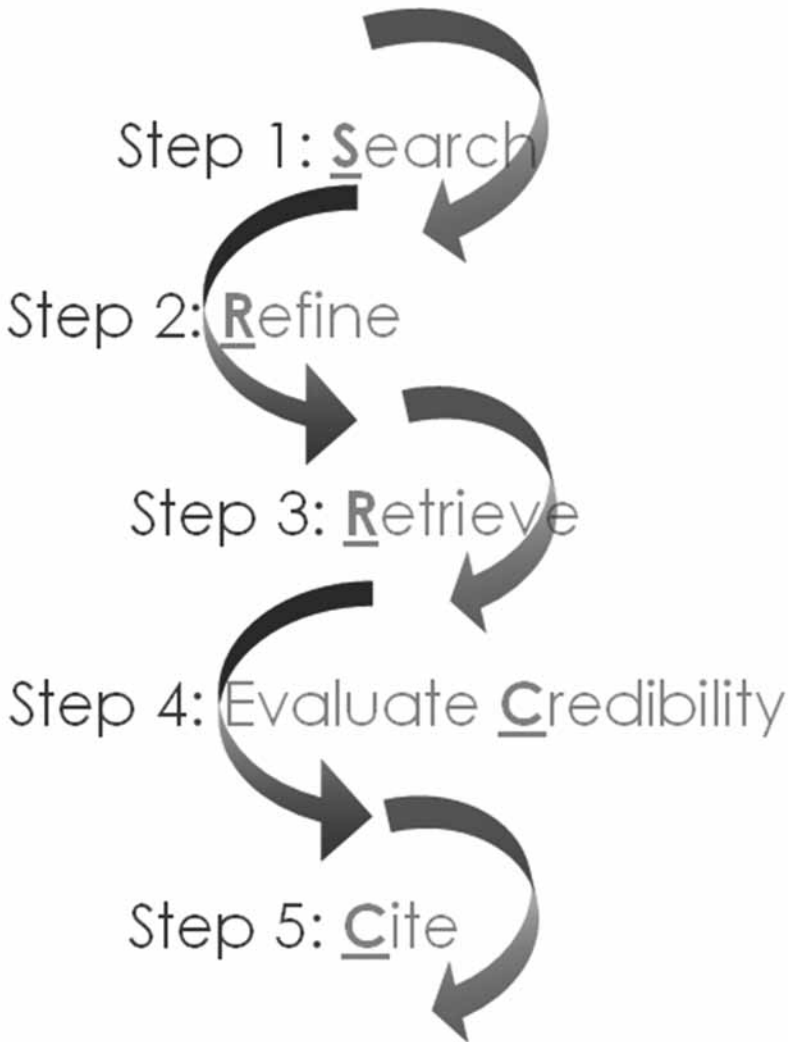 Step 1: Search
Step 2: Refine
Step 3: Retrieve
Step 4: Evaluate Credibility
Step 5: Cite